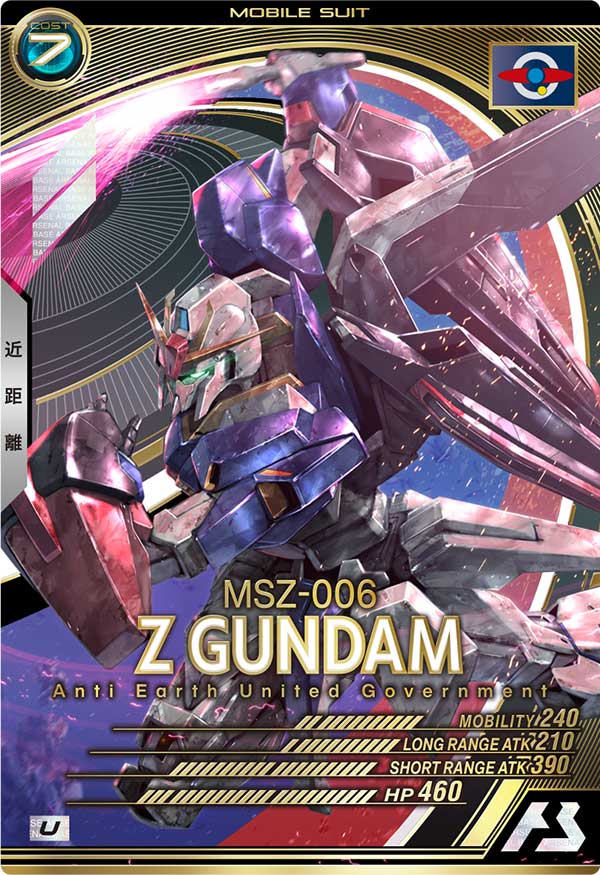 MOBILE SUIT
COST
7
近距離
MSZ-006
Z GUNDAM
Anti Earth United Government
MOBILITY 240
LONG RANGE ATK 210
SHORT RANGE ATK 390
HP 460
U